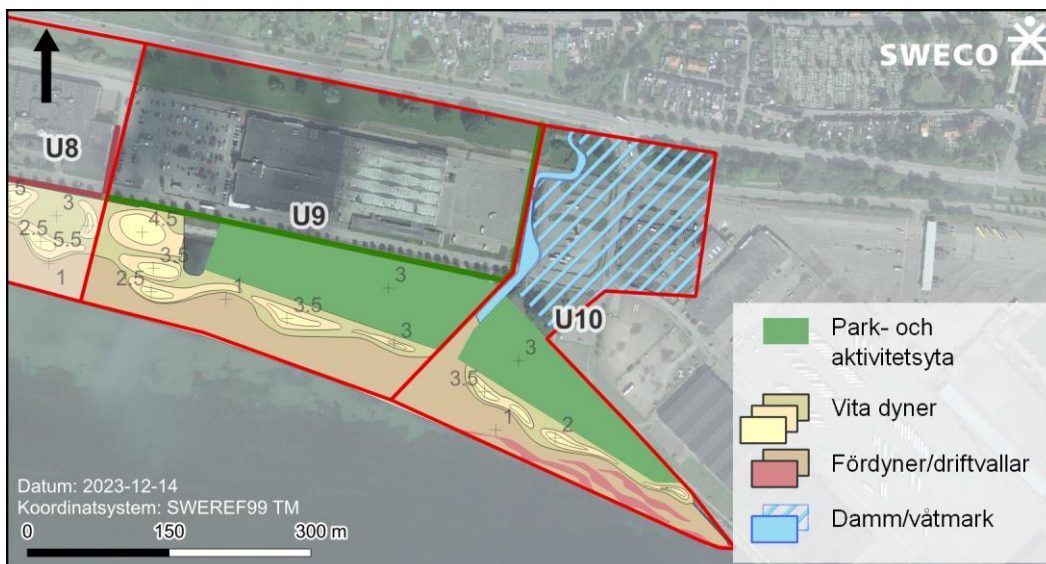 SWECO
U8
U9
U10
5
3
2.5
5.5
1
4.5
3.5
2.5
1
3.5
3
3
3
3.5
1
2
Park- och
aktivitetsyta
Vita dyner
Fördyner/driftvallar
Damm/våtmark
Datum: 2023-12-14
Koordinatsystem: SWEREF99 TM
0 150 300 m